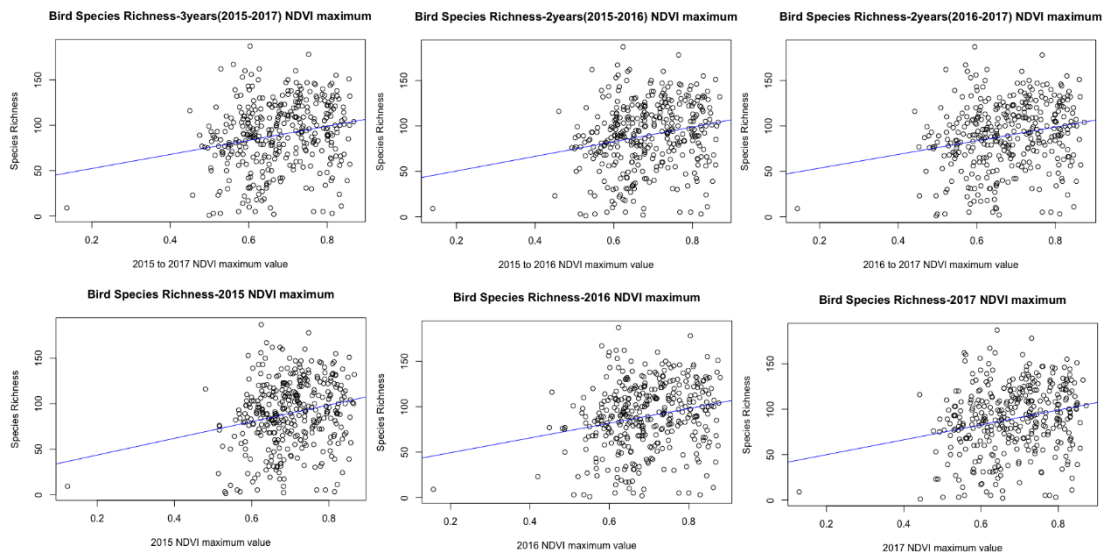 Bird Species Richness-3years(2015-2017) NDVI maximum
Species Richness
150
100
50
0
0.2 0.4 0.6 0.8
2015 to 2017 NDVI maximum value
Bird Species Richness-2years(2015-2016) NDVI maximum
Species Richness
150
100
50
0
0.2 0.4 0.6 0.8
2015 to 2016 NDVI maximum value
Bird Species Richness-2years(2016-2017) NDVI maximum
Species Richness
150
100
50
0
0.2 0.4 0.6 0.8
2016 to 2017 NDVI maximum value
Bird Species Richness-2015 NDVI maximum
Species Richness
150
100
50
0
0.2 0.4 0.6 0.8
2015 NDVI maximum value
Bird Species Richness-2016 NDVI maximum
Species Richness
150
100
50
0
0.2 0.4 0.6 0.8
2016 NDVI maximum value
Bird Species Richness-2017 NDVI maximum
Species Richness
150
100
50
0
0.2 0.4 0.6 0.8
2017 NDVI maximum value